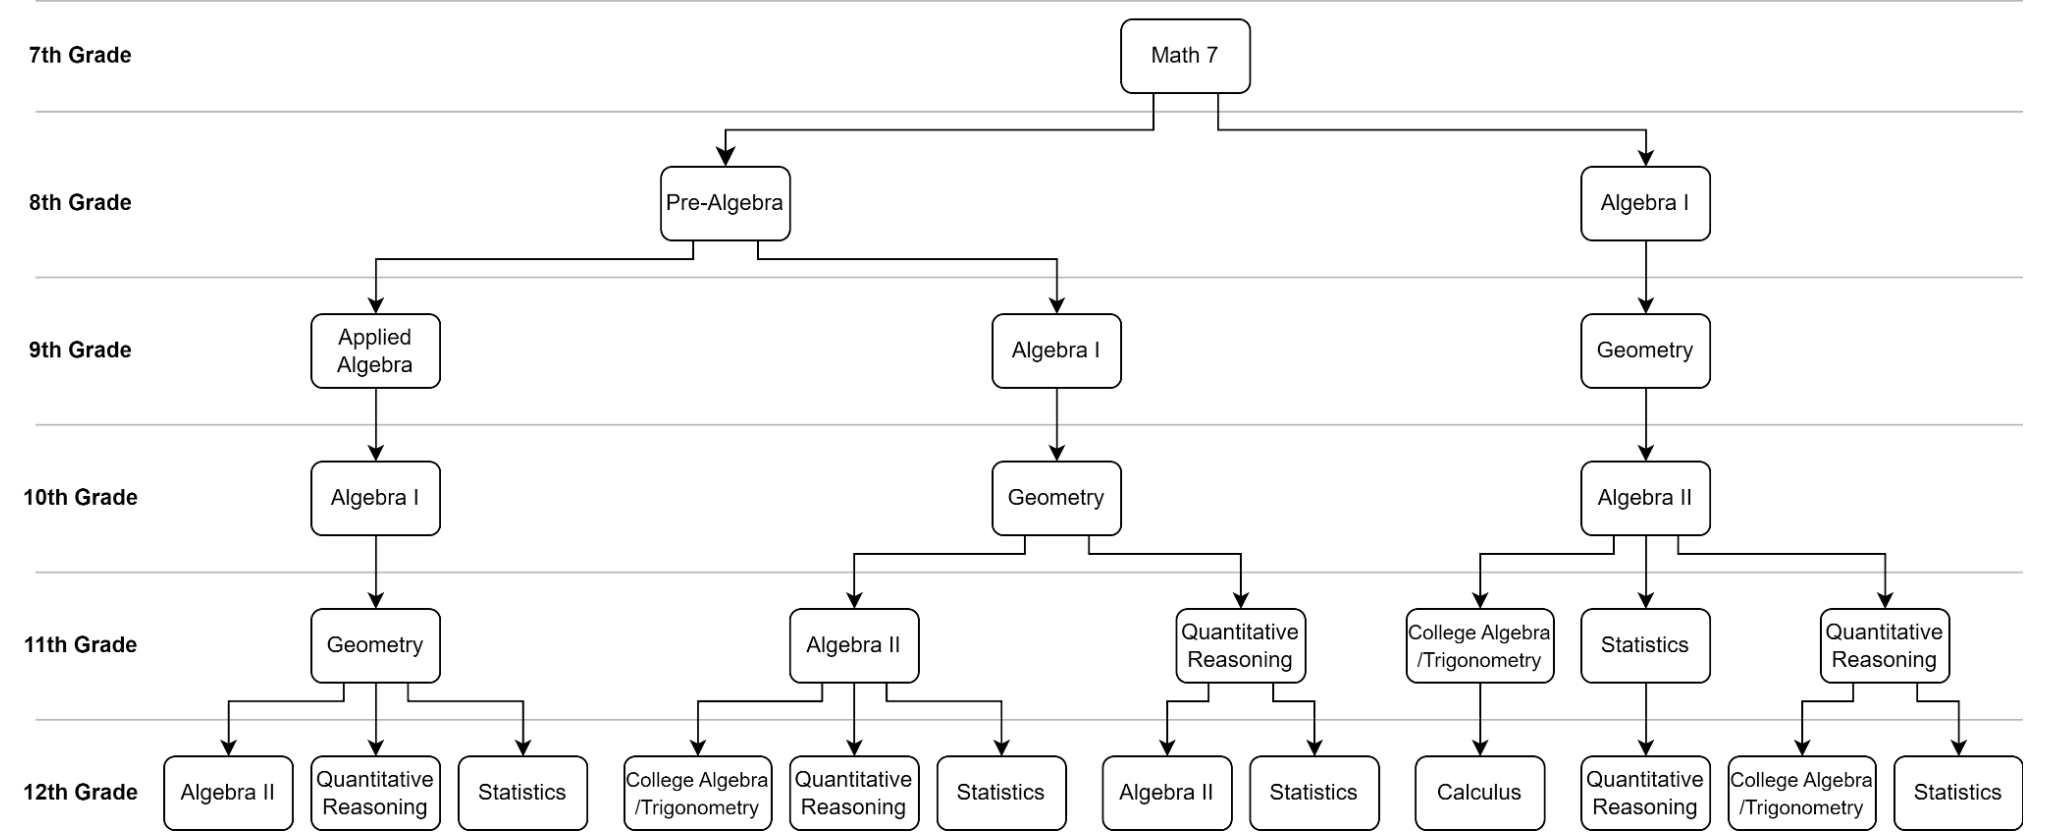 7th Grade
Math 7
8th Grade
Pre-Algebra
Algebra I
9th Grade
Applied
Algebra
Algebra I
Geometry
10th Grade
Algebra I
Geometry
Algebra II
11th Grade
Geometry
Algebra II
Quantitative
Reasoning
College Algebra
/Trigonometry
Statistics
Quantitative
Reasoning
12th Grade
Algebra II
Quantitative
Reasoning
Statistics
College Algebra
/Trigonometry
Quantitative
Reasoning
Statistics
Algebra II
Statistics
Calculus
Quantitative
Reasoning
College Algebra
/Trigonometry
Statistics